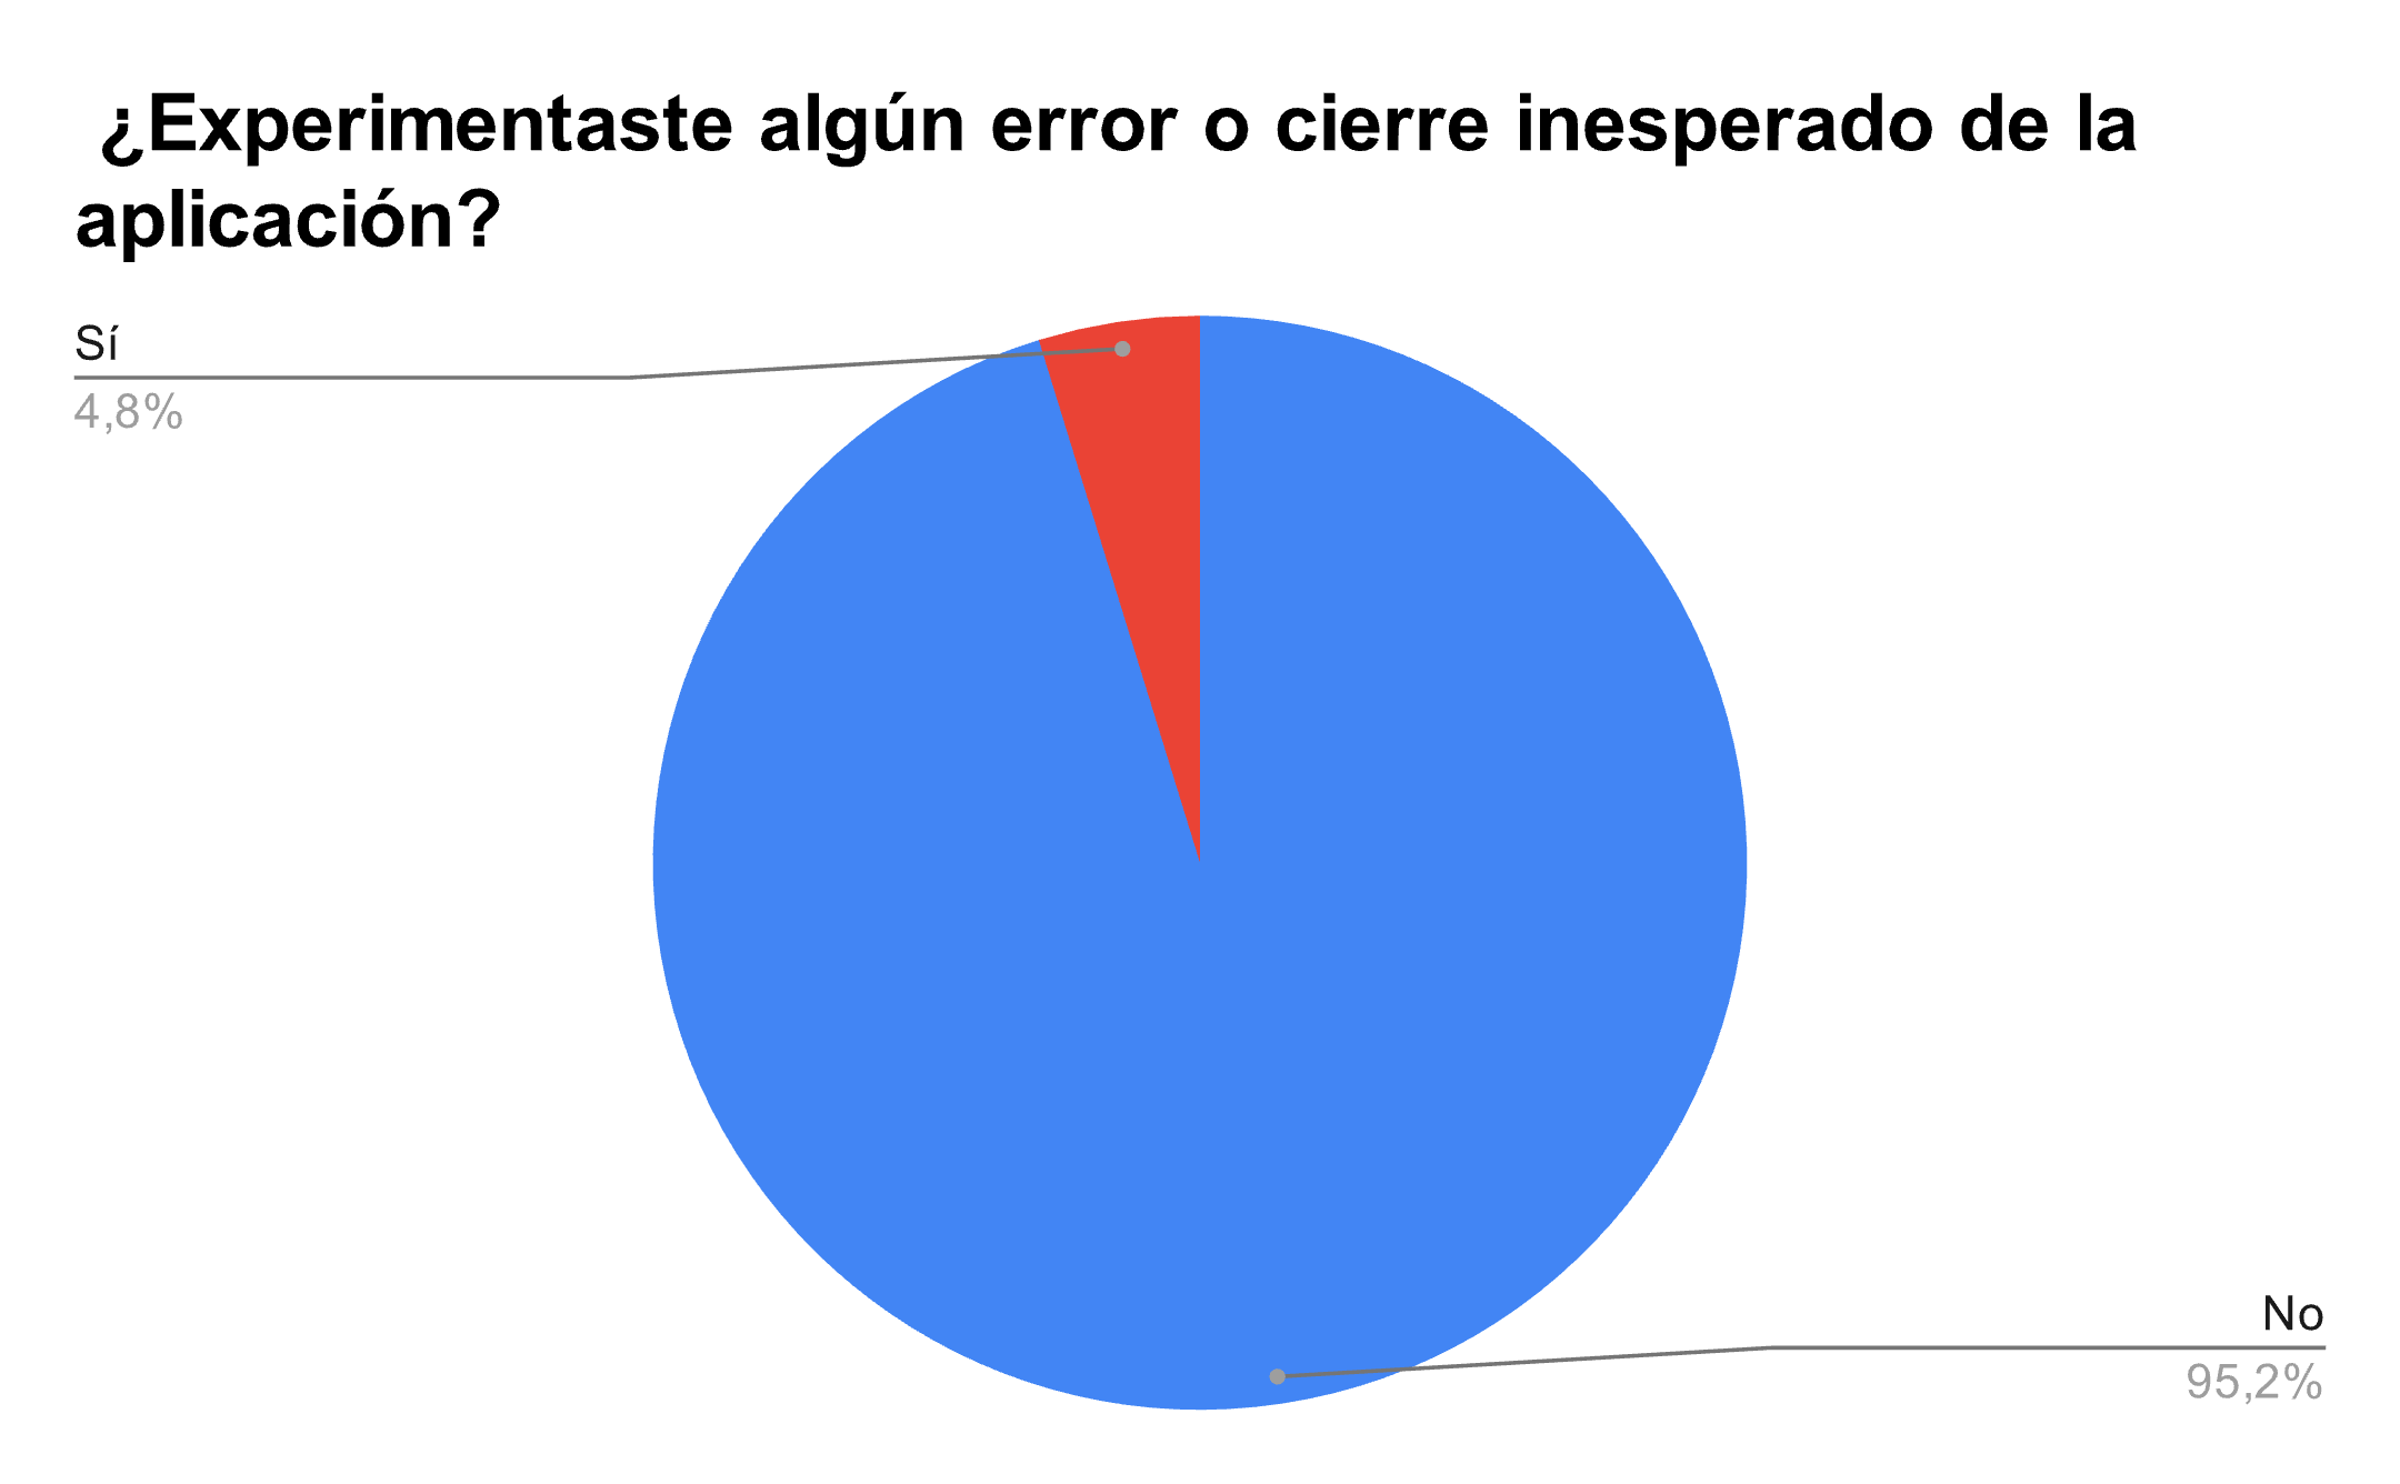 ¿Experimentaste algún error o cierre inesperado de la
aplicación?
Sí
4,8%
No
95,2%